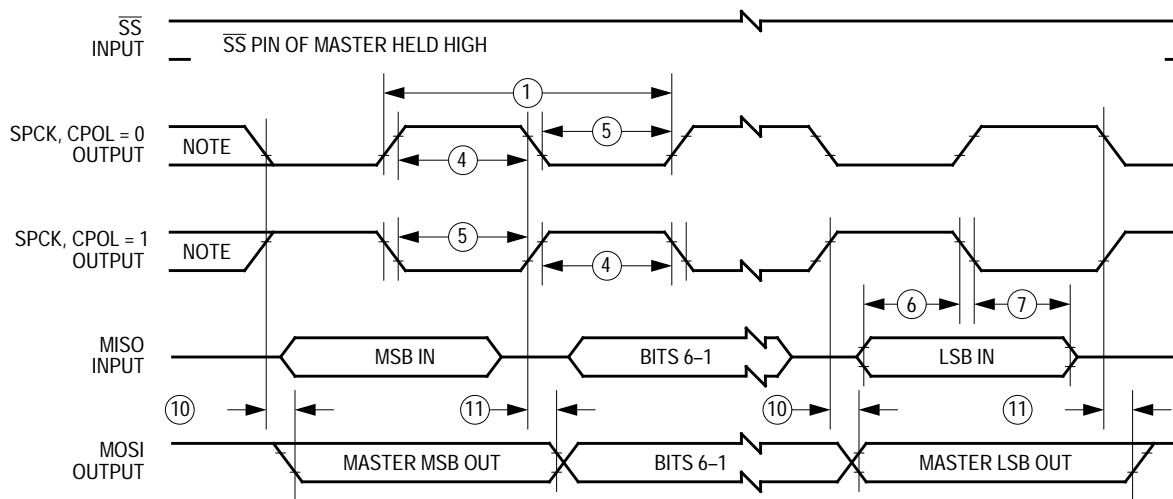 SS
INPUT
SS PIN OF MASTER HELD HIGH
1
SPCK, CPOL = 0
OUTPUT
NOTE
5
4
SPCK, CPOL = 1
OUTPUT
NOTE
5
4
6
7
MISO
INPUT
MSB IN
BITS 6–1
LSB IN
10
11
10
11
MOSI
OUTPUT
MASTER MSB OUT
BITS 6–1
MASTER LSB OUT